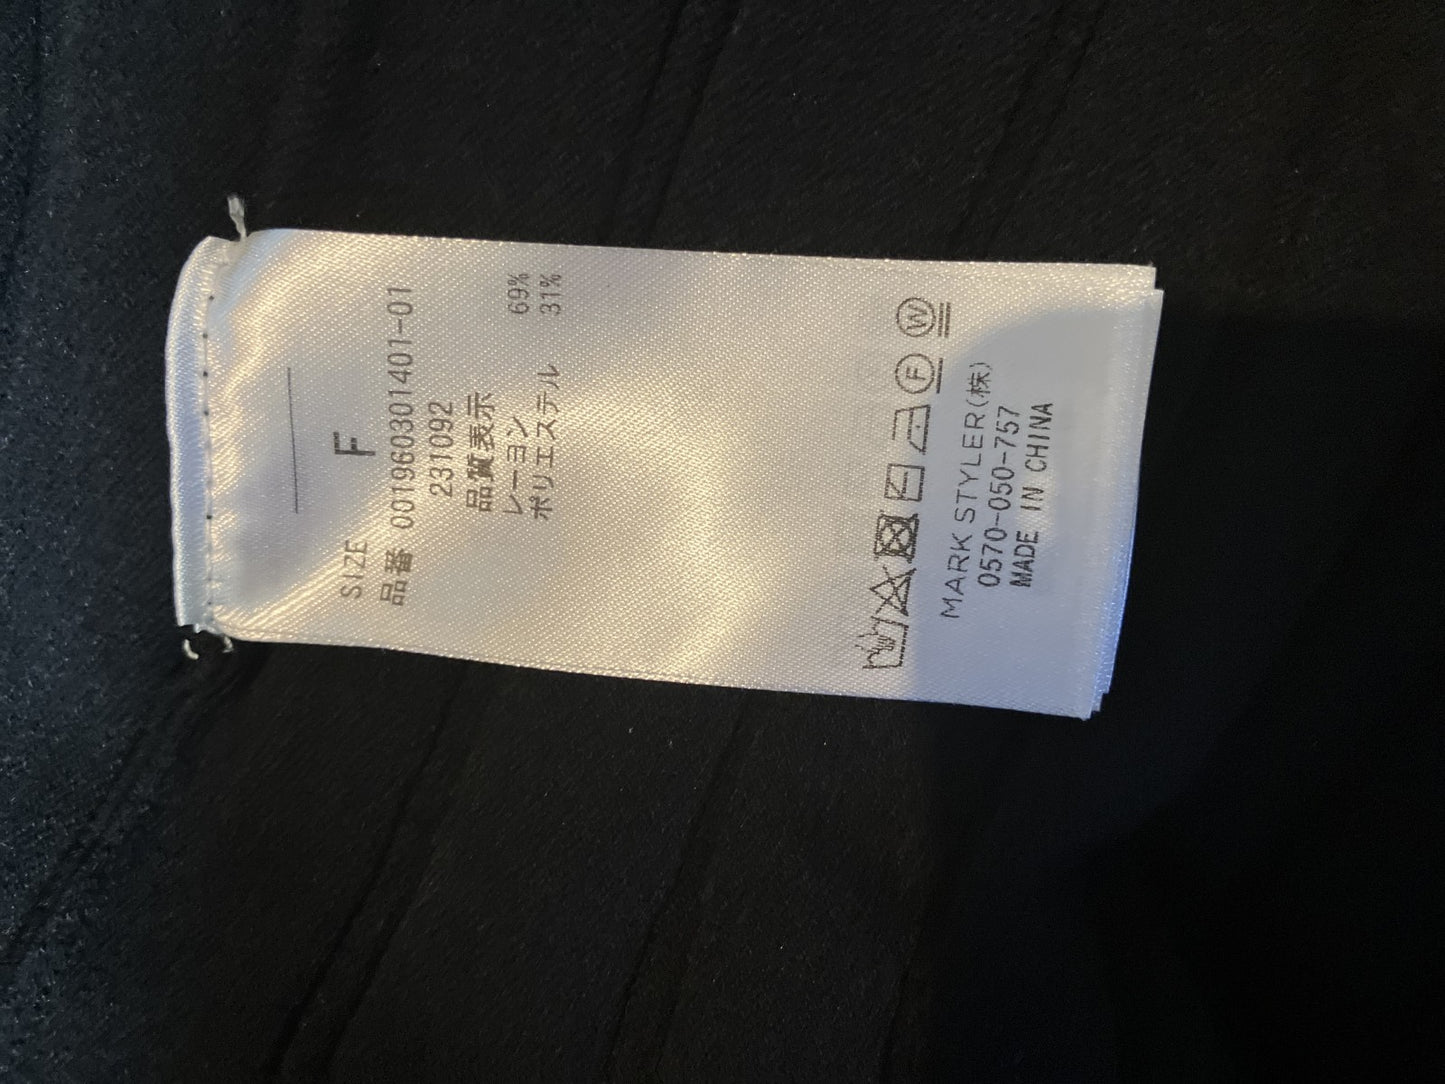 SIZE F
品番 001960301401-01
231092
品質表示
レーヨン 69%
ポリエステル 31%
F W
MARK STYLER(株)
0570-050-757
MADE IN CHINA